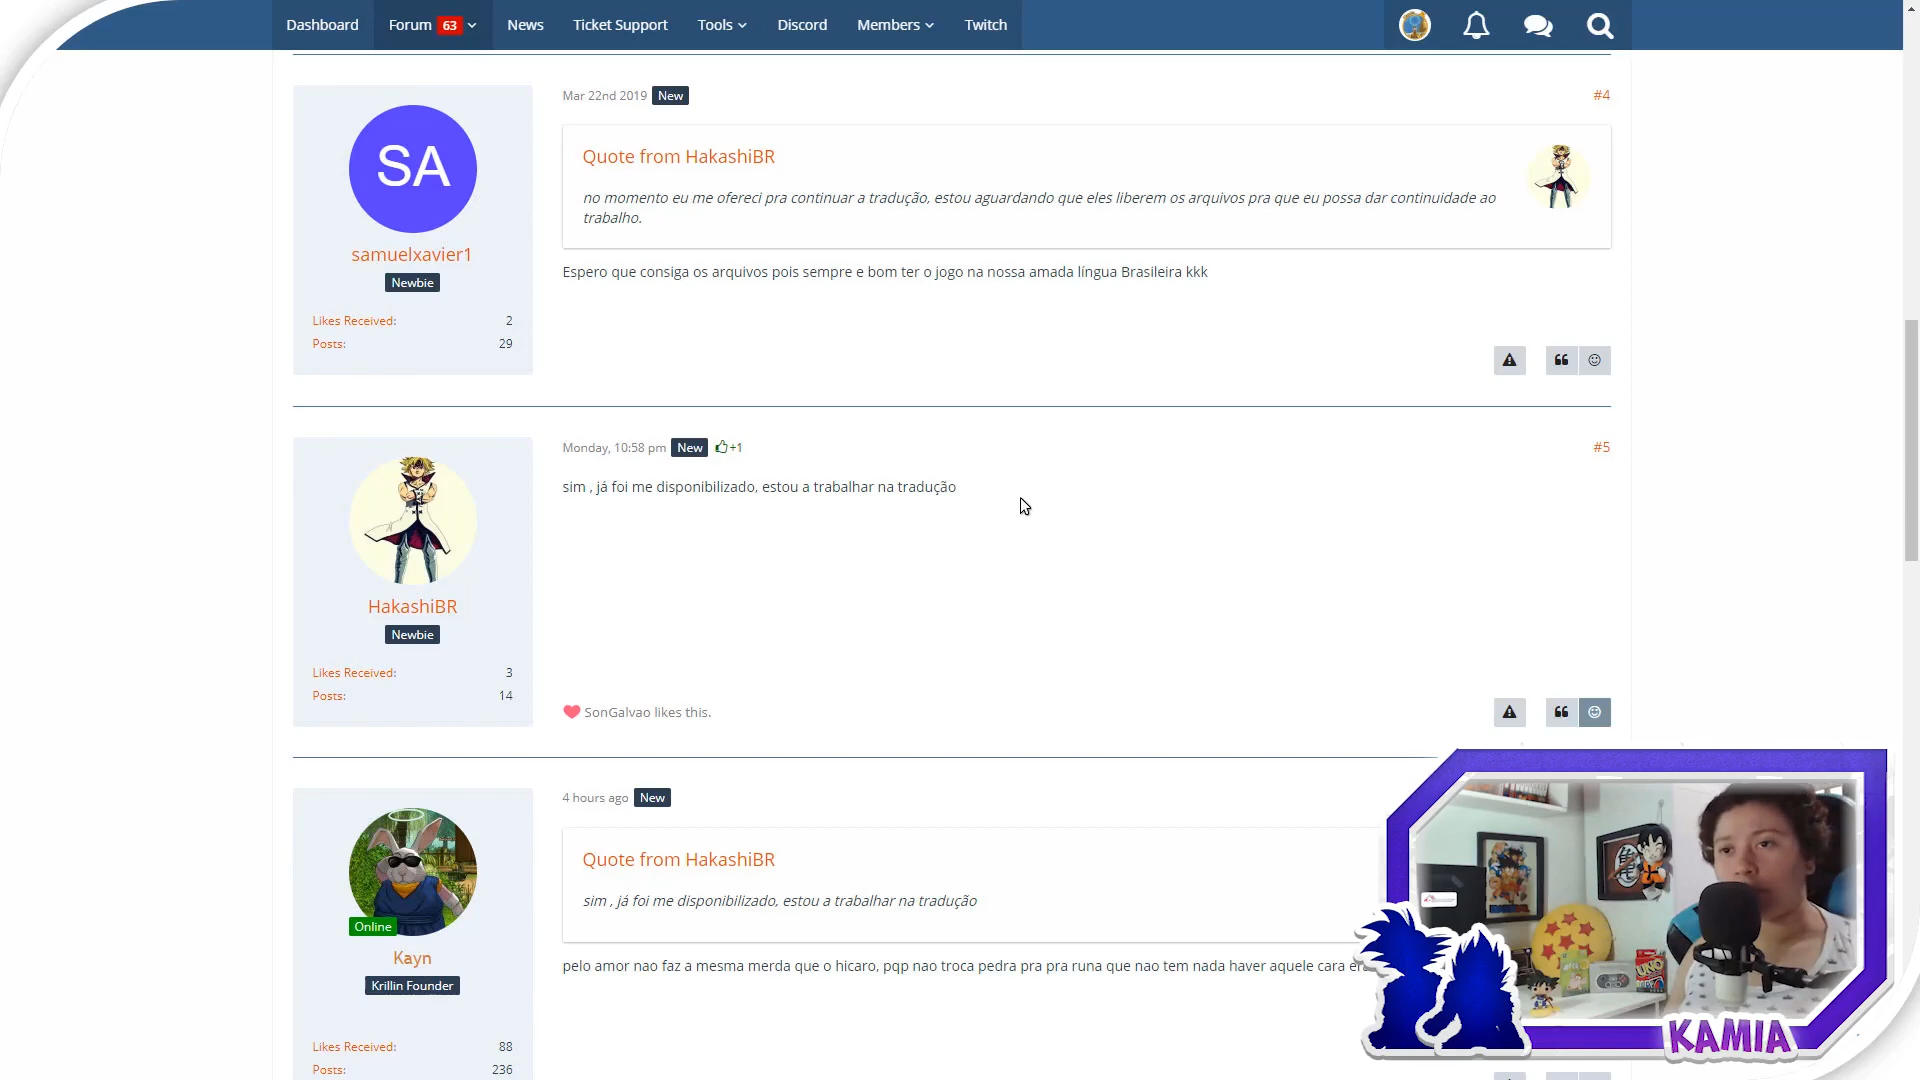 Dashboard
Forum 63
News
Ticket Support
Tools
Discord
Members
Twitch
Mar 22nd 2019 New
#4
SA
samuelxavier1
Newbie
Likes Received: 2
Posts: 29
Quote from HakashiBR
no momento eu me ofereci pra continuar a tradução, estou aguardando que eles liberem os arquivos pra que eu possa dar continuidade ao
trabalho.
Espero que consiga os arquivos pois sempre e bom ter o jogo na nossa amada língua Brasileira kkk
Monday, 10:58 pm New +1
#5
HakashiBR
Newbie
Likes Received: 3
Posts: 14
sim , já foi me disponibilizado, estou a trabalhar na tradução
SonGalvao likes this.
4 hours ago New
Online
Kayn
Krillin Founder
Likes Received: 88
Posts: 236
Quote from HakashiBR
sim , já foi me disponibilizado, estou a trabalhar na tradução
pelo amor nao faz a mesma merda que o hicaro, pqp nao troca pedra pra pra runa que nao tem nada haver aquele cara
UNO
KAMIA